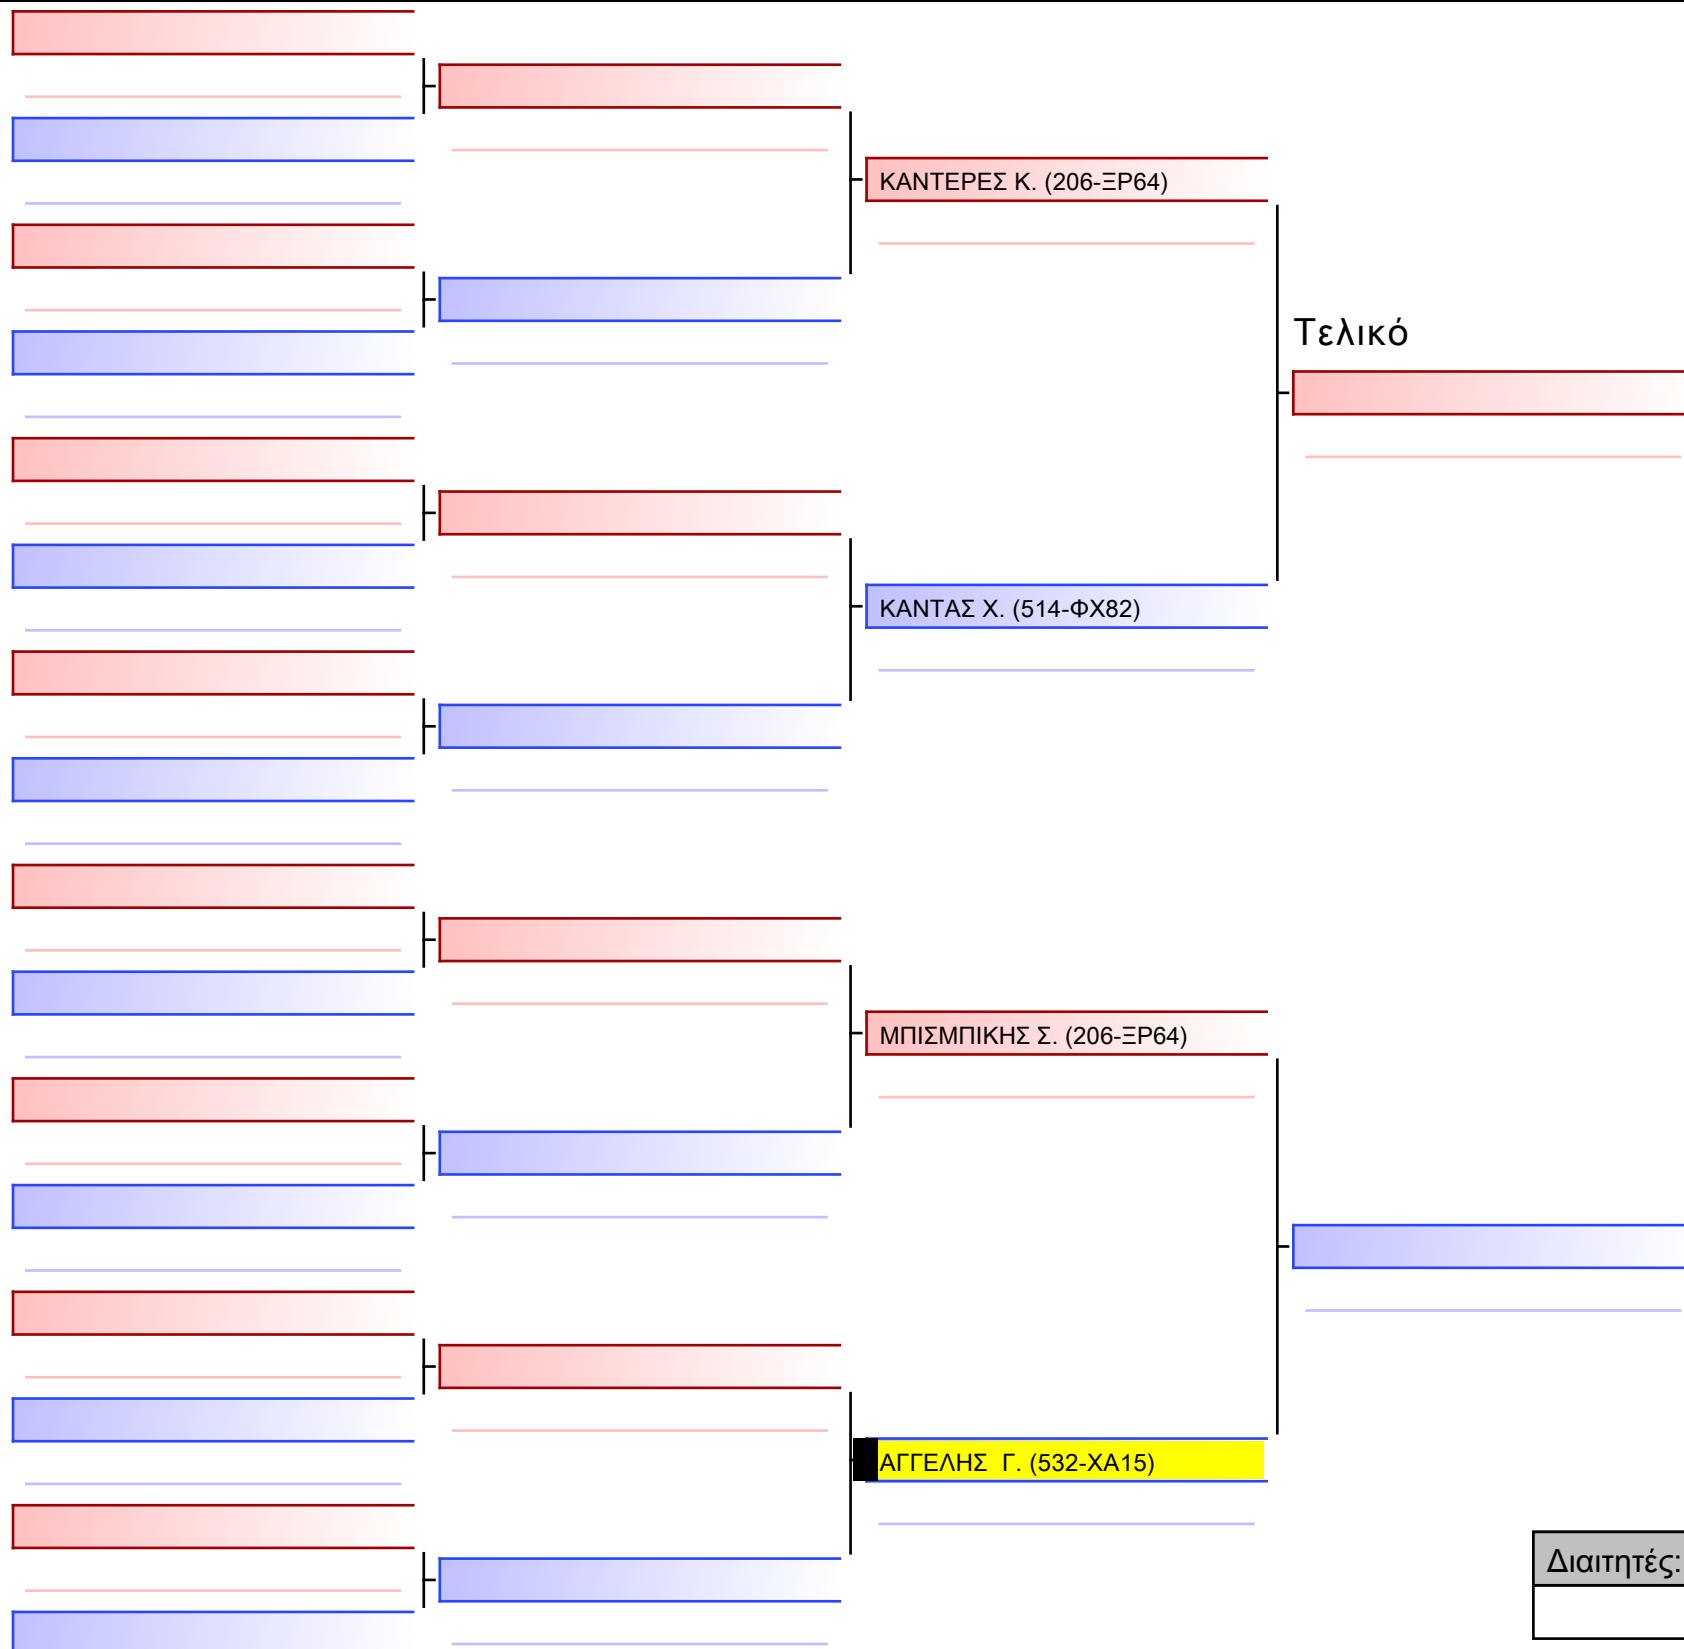 ΚΑΝΤΕΡΕΣ Κ. (206-ΞΡ64)
Τελικό
ΚΑΝΤΑΣ Χ. (514-ΦΧ82)
ΜΠΙΣΜΠΙΚΗΣ Σ. (206-ΞΡ64)
ΑΓΓΕΛΗΣ  Γ. (532-ΧΑ15)
Διαιτητές: